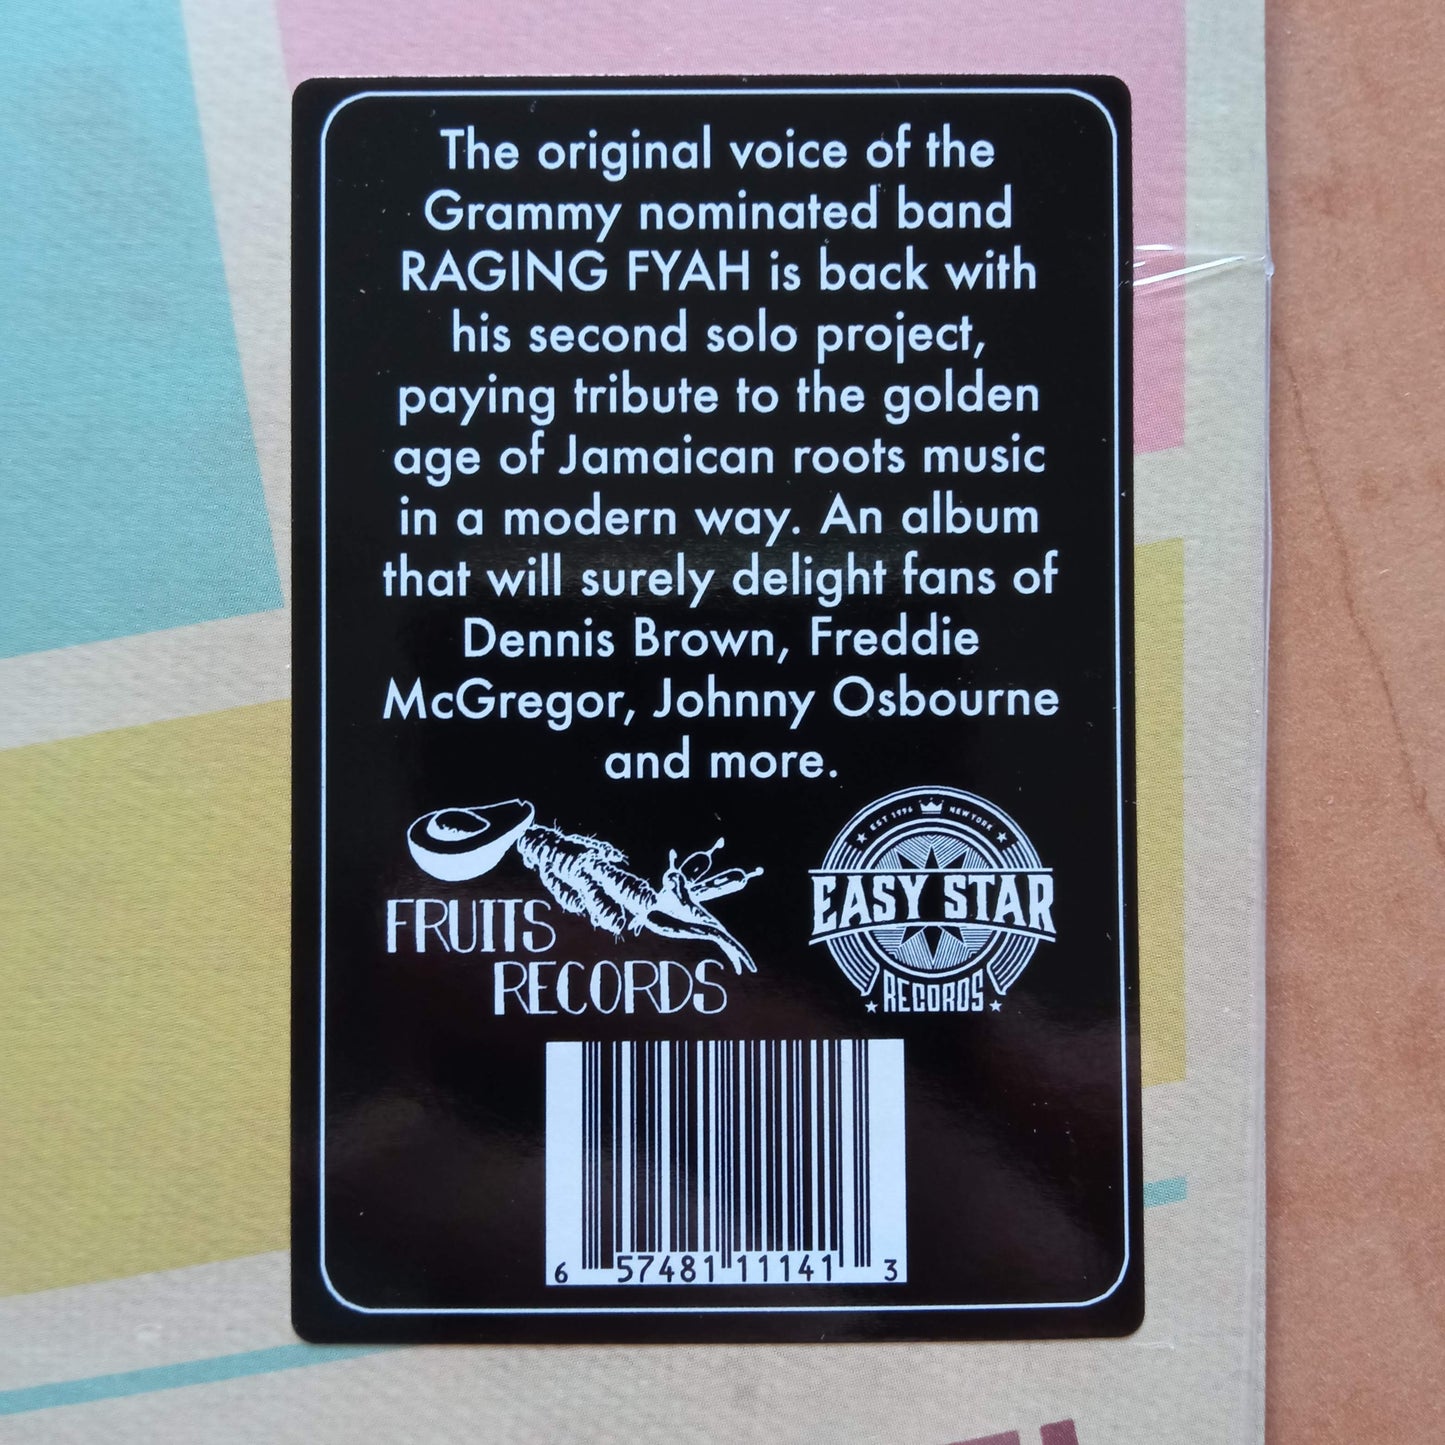 The original voice of the
Grammy nominated band
RAGING FYAH is back with
his second solo project,
paying tribute to the golden
age of Jamaican roots music
in a modern way. An album
that will surely delight fans of
Dennis Brown, Freddie
McGregor, Johnny Osbourne
and more.
FRUITS
RECORDS
EST 1996 NEW YORK
EASY STAR
RECORDS
6 57481 11141 3